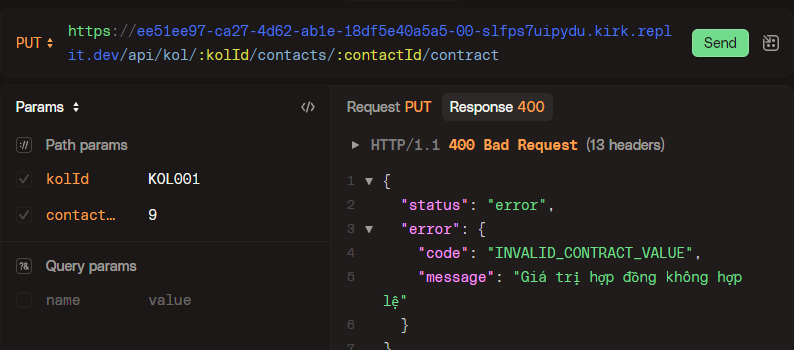 PUT https://ee51ee97-ca27-4d62-ab1e-18df5e40a5a5-00-slfps7uipydu.kirk.repl
it.dev/api/kol/:kolId/contacts/:contactId/contract
Send
Params
Request PUT Response 400
Path params
HTTP/1.1 400 Bad Request (13 headers)
kolId KOL001
contact… 9
Query params
name value
1 {
2 "status": "error",
3 "error": {
4 "code": "INVALID_CONTRACT_VALUE",
5 "message": "Giá trị hợp đồng không hợp
lệ"
6 }
7 }